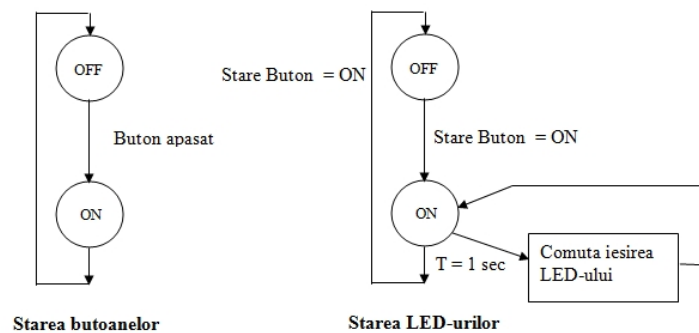 OFF
Buton apasat
ON
Starea butoanelor
Stare Buton = ON
OFF
Stare Buton = ON
ON
T = 1 sec
Comuta iesirea
LED-ului
Starea LED-urilor